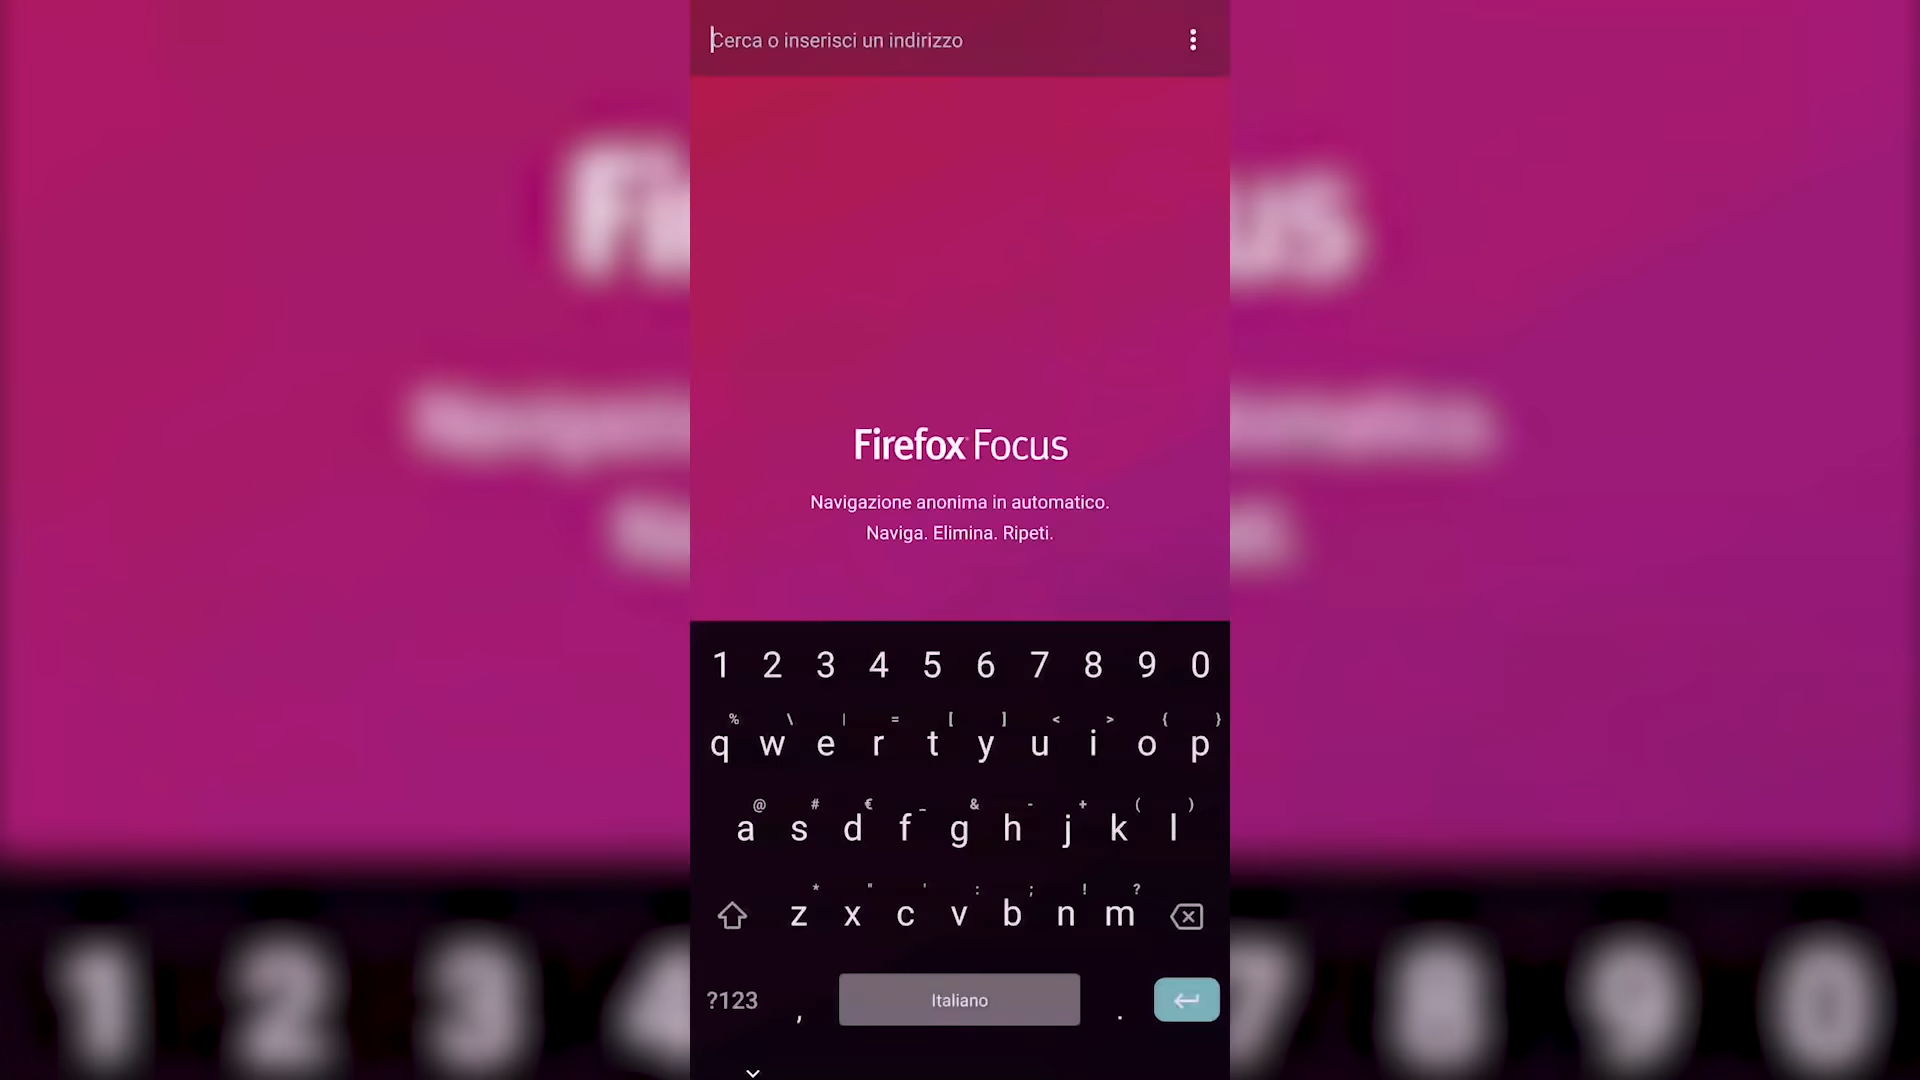 Cerca o inserisci un indirizzo
Firefox Focus
Navigazione anonima in automatico.
Naviga. Elimina. Ripeti.
1 2 3 4 5 6 7 8 9 0
% \ | = [ ] < > { }
q w e r t y u i o p
@ # € _ & - + ( )
a s d f g h j k l
* " ' : ; ! ?
z x c v b n m
?123 , Italiano .